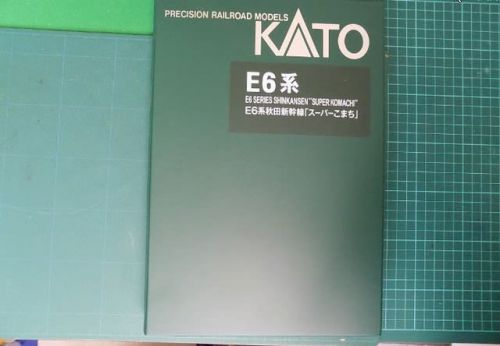 PRECISION RAILROAD MODELS
KATO
E6系
E6 SERIES SHINKANSEN "SUPER KOMACHI"
E6系秋田新幹線「スーパーこまち」